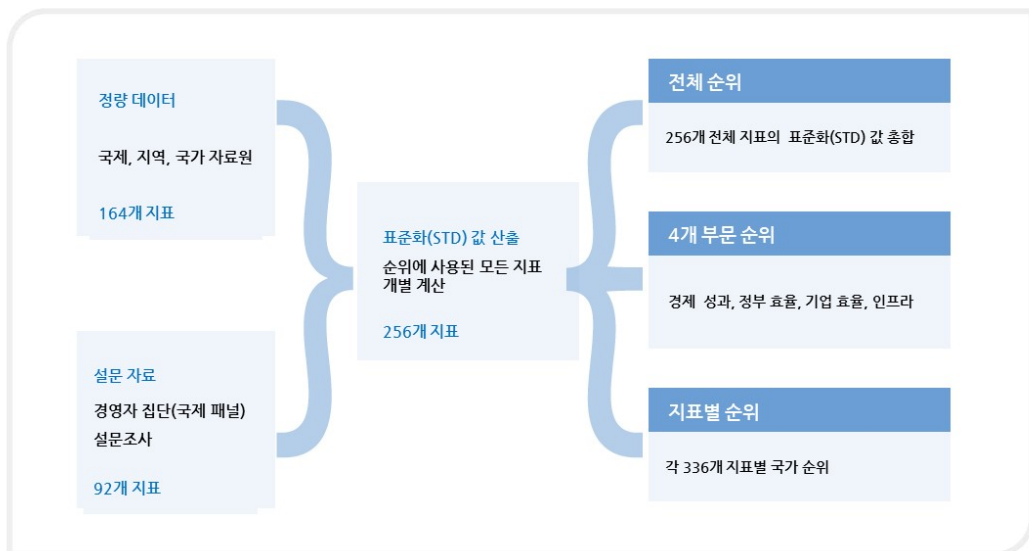 정량 데이터
국제, 지역, 국가 자료원
164개 지표
설문 자료
경영자 집단(국제 패널)
설문조사
92개 지표
표준화(STD) 값 산출
순위에 사용된 모든 지표
개별 계산
256개 지표
전체 순위
256개 전체 지표의 표준화(STD) 값 총합
4개 부문 순위
경제 성과, 정부 효율, 기업 효율, 인프라
지표별 순위
각 336개 지표별 국가 순위